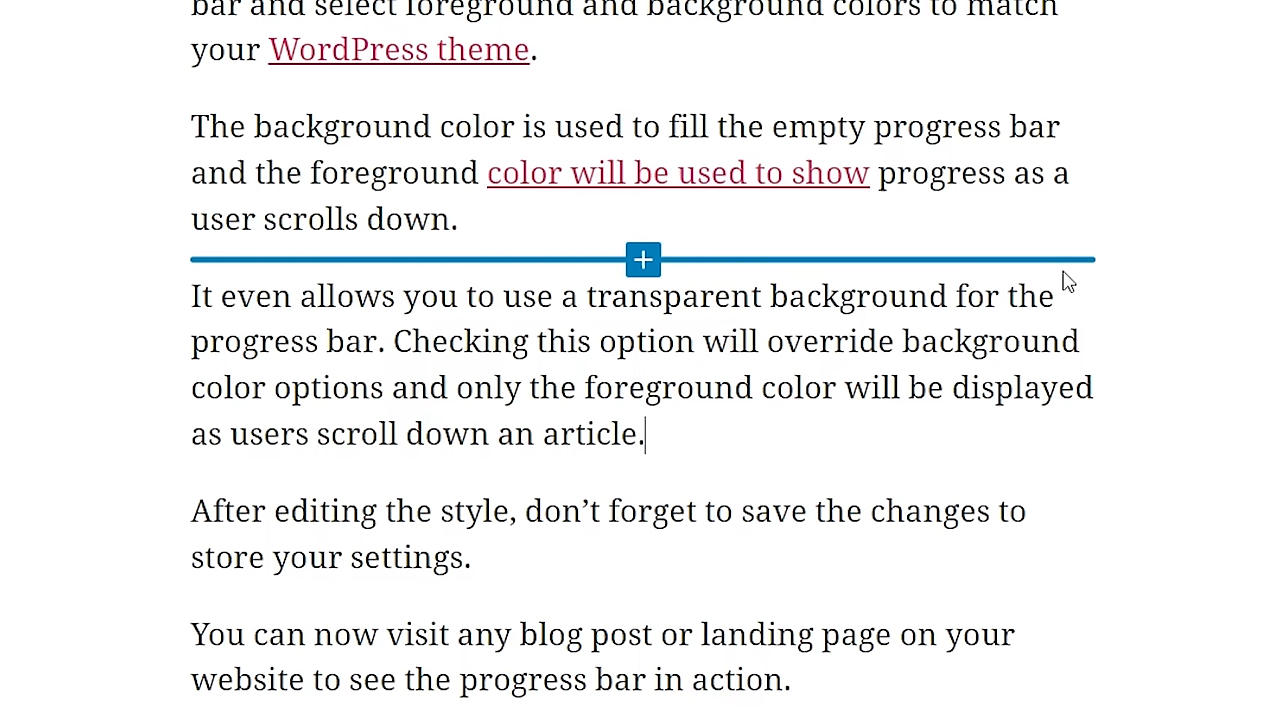 bar and select foreground and background colors to match
your WordPress theme.
The background color is used to fill the empty progress bar
and the foreground color will be used to show progress as a
user scrolls down.
It even allows you to use a transparent background for the
progress bar. Checking this option will override background
color options and only the foreground color will be displayed
as users scroll down an article.
After editing the style, don’t forget to save the changes to
store your settings.
You can now visit any blog post or landing page on your
website to see the progress bar in action.